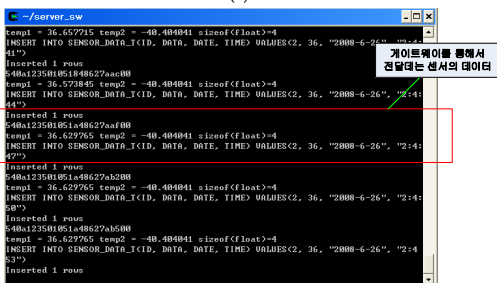 ~/server_sw
temp1 = 36.657715 temp2 = -40.404041 sizeof(float)=4
INSERT INTO SENSOR_DATA_T(ID, DATA, DATE, TIME) VALUES(2, 36, "2008-6-26", "2:4:
41")
Inserted 1 rows
540a123501051848627aac00
temp1 = 36.573845 temp2 = -40.404041 sizeof(float)=4
INSERT INTO SENSOR_DATA_T(ID, DATA, DATE, TIME) VALUES(2, 36, "2008-6-26", "2:4:
44")
Inserted 1 rows
540a123501051a48627aaf00
temp1 = 36.629765 temp2 = -40.404041 sizeof(float)=4
INSERT INTO SENSOR_DATA_T(ID, DATA, DATE, TIME) VALUES(2, 36, "2008-6-26", "2:4:
47")
Inserted 1 rows
540a123501051a48627ab200
temp1 = 36.629765 temp2 = -40.404041 sizeof(float)=4
INSERT INTO SENSOR_DATA_T(ID, DATA, DATE, TIME) VALUES(2, 36, "2008-6-26", "2:4:
50")
Inserted 1 rows
540a123501051a48627ab500
temp1 = 36.629765 temp2 = -40.404041 sizeof(float)=4
INSERT INTO SENSOR_DATA_T(ID, DATA, DATE, TIME) VALUES(2, 36, "2008-6-26", "2:4
53")
Inserted 1 rows
게이트웨이를 통해서
전달데는 센서의 데이터